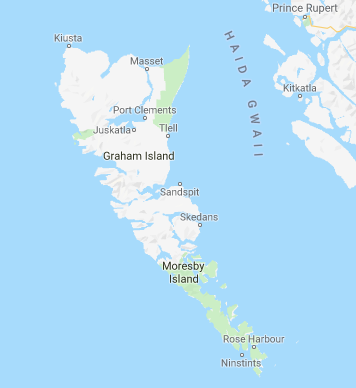 Prince Rupert
Kiusta
HAIDA GWAII
Masset
Kitkatla
Port Clements
Juskatla
Tlell
Graham Island
Sandspit
Skedans
Moresby
Island
Rose Harbour
Ninstints